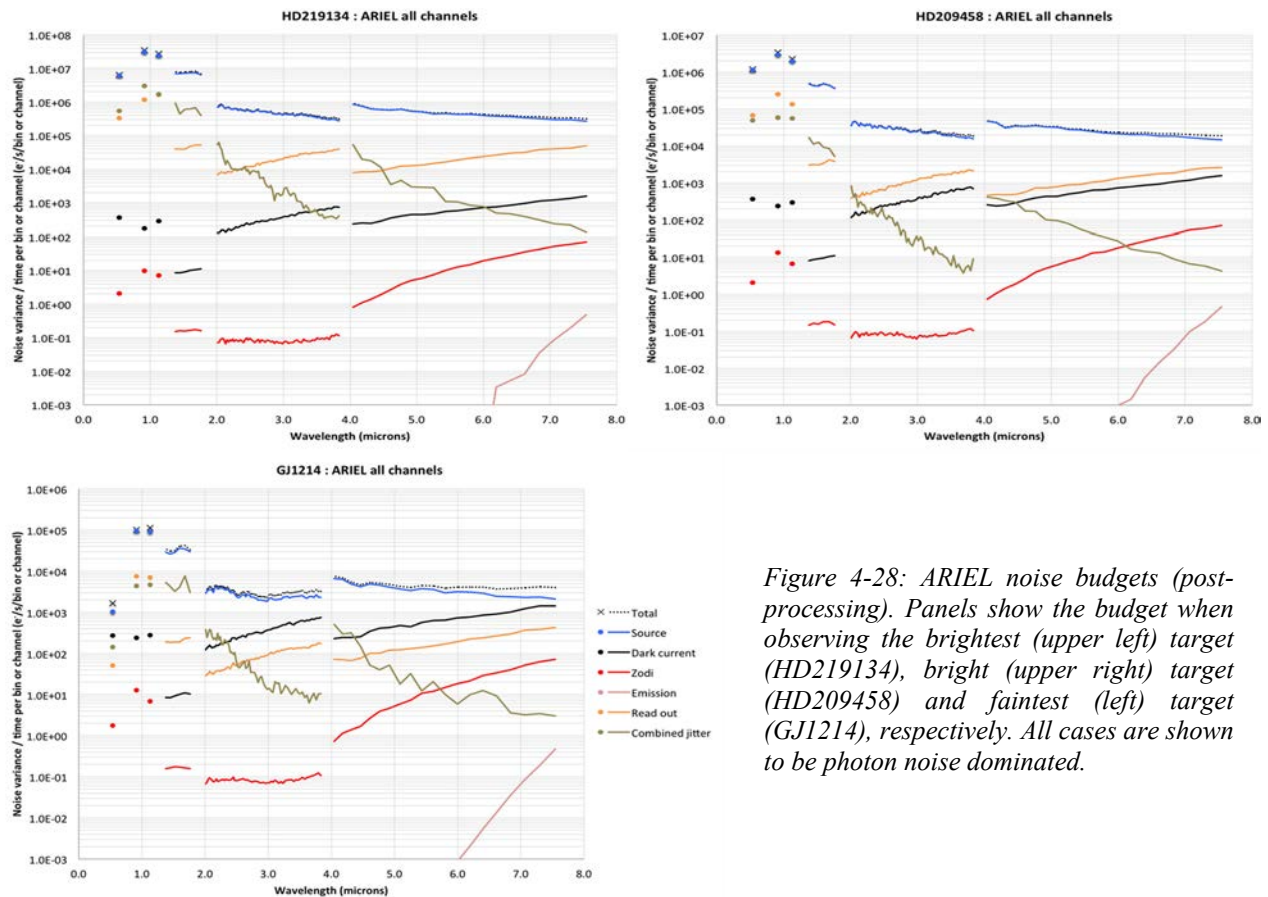 HD219134 : ARIEL all channels
Noise variance / time per bin or channel (e⁻/s/bin or channel)
1.0E+08
1.0E+07
1.0E+06
1.0E+05
1.0E+04
1.0E+03
1.0E+02
1.0E+01
1.0E+00
1.0E-01
1.0E-02
1.0E-03
0.0 1.0 2.0 3.0 4.0 5.0 6.0 7.0 8.0
Wavelength (microns)
HD209458 : ARIEL all channels
Noise variance / time per bin or channel (e⁻/s/bin or channel)
1.0E+07
1.0E+06
1.0E+05
1.0E+04
1.0E+03
1.0E+02
1.0E+01
1.0E+00
1.0E-01
1.0E-02
1.0E-03
0.0 1.0 2.0 3.0 4.0 5.0 6.0 7.0 8.0
Wavelength (microns)
GJ1214 : ARIEL all channels
Noise variance / time per bin or channel (e⁻/s/bin or channel)
1.0E+06
1.0E+05
1.0E+04
1.0E+03
1.0E+02
1.0E+01
1.0E+00
1.0E-01
1.0E-02
1.0E-03
0.0 1.0 2.0 3.0 4.0 5.0 6.0 7.0 8.0
Wavelength (microns)
Total
Source
Dark current
Zodi
Emission
Read out
Combined jitter
Figure 4-28: ARIEL noise budgets (post-
processing). Panels show the budget when
observing the brightest (upper left) target
(HD219134), bright (upper right) target
(HD209458) and faintest (left) target
(GJ1214), respectively. All cases are shown
to be photon noise dominated.